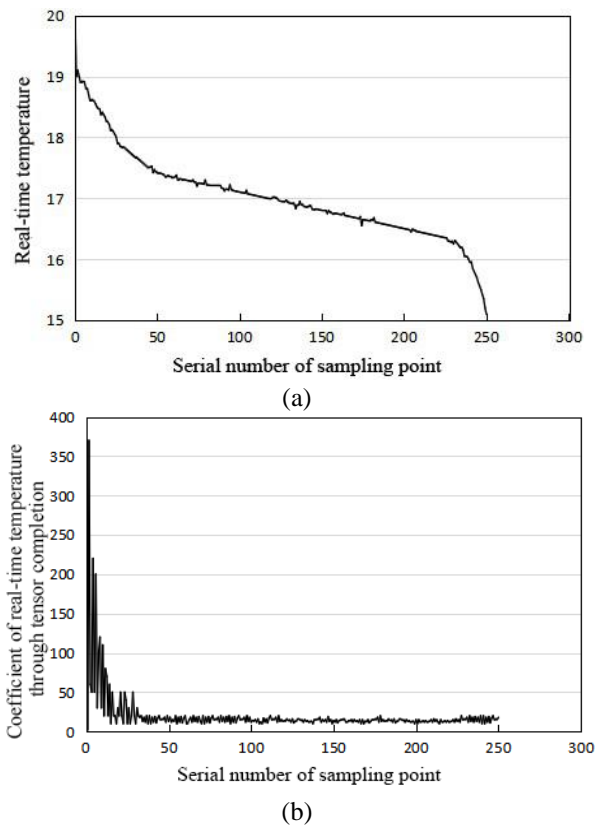 20
19
18
17
16
15
Real-time temperature
0 50 100 150 200 250 300
Serial number of sampling point
(a)
400
350
300
250
200
150
100
50
0
Coefficient of real-time temperature
through tensor completion
0 50 100 150 200 250 300
Serial number of sampling point
(b)